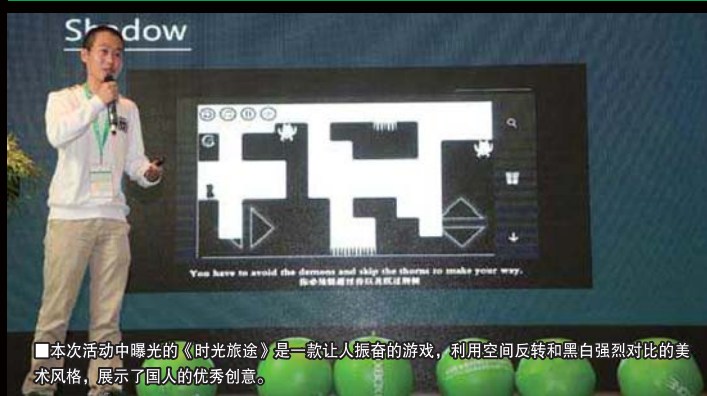 Shadow
You have to avoid the demons and skip the thorns to make your way.
■本次活动中曝光的《时光旅途》是一款让人振奋的游戏，利用空间反转和黑白强烈对比的美
术风格，展示了国人的优秀创意。